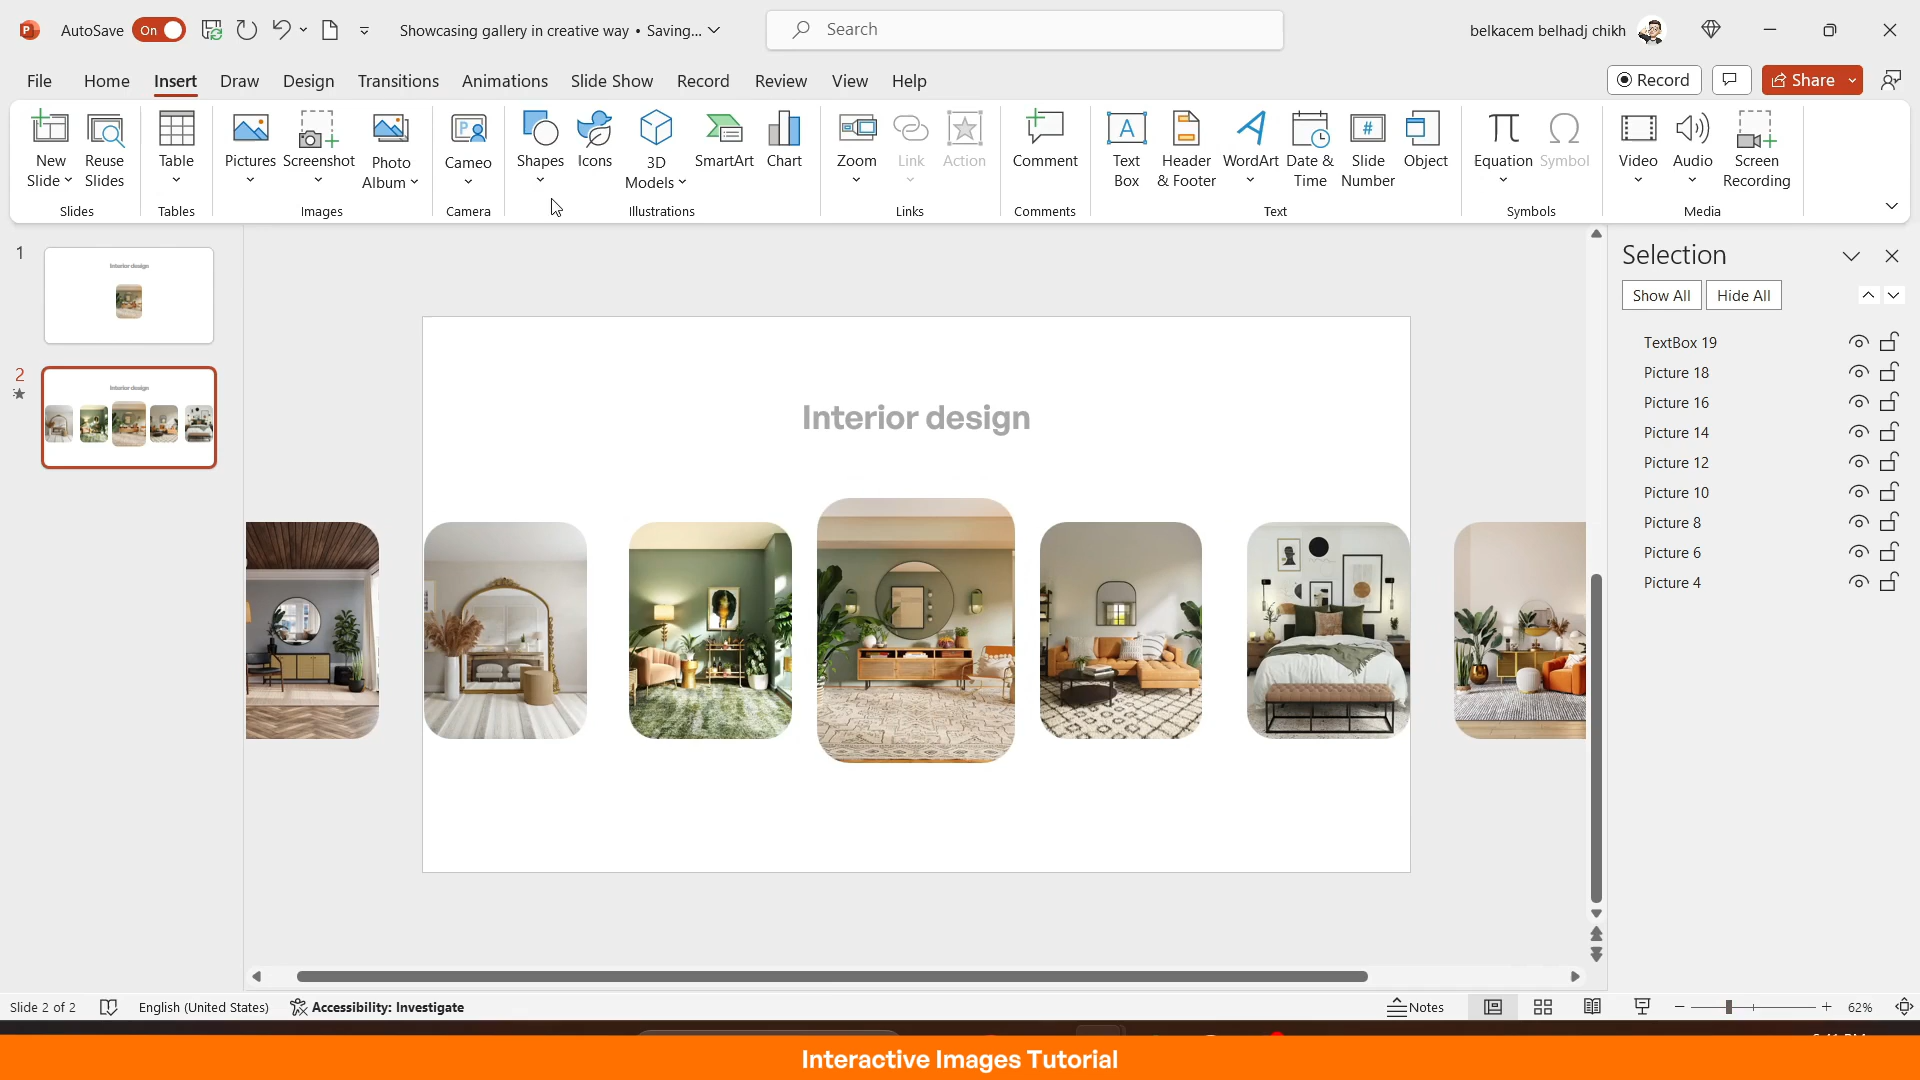 AutoSave On Showcasing gallery in creative way • Saving... Search belkacem belhadj chikh
File Home Insert Draw Design Transitions Animations Slide Show Record Review View Help Record Share
New Slide Reuse Slides Table Pictures Screenshot Photo Album Cameo Shapes Icons 3D Models SmartArt Chart Zoom Link Action Comment Text Box Header & Footer WordArt Date & Time Slide Number Object Equation Symbol Video Audio Screen Recording
Slides Tables Images Camera Illustrations Links Comments Text Symbols Media
1
Interior design
2
Interior design
Interior design
Selection
Show All Hide All
TextBox 19
Picture 18
Picture 16
Picture 14
Picture 12
Picture 10
Picture 8
Picture 6
Picture 4
Slide 2 of 2 English (United States) Accessibility: Investigate Notes 62%
Interactive Images Tutorial